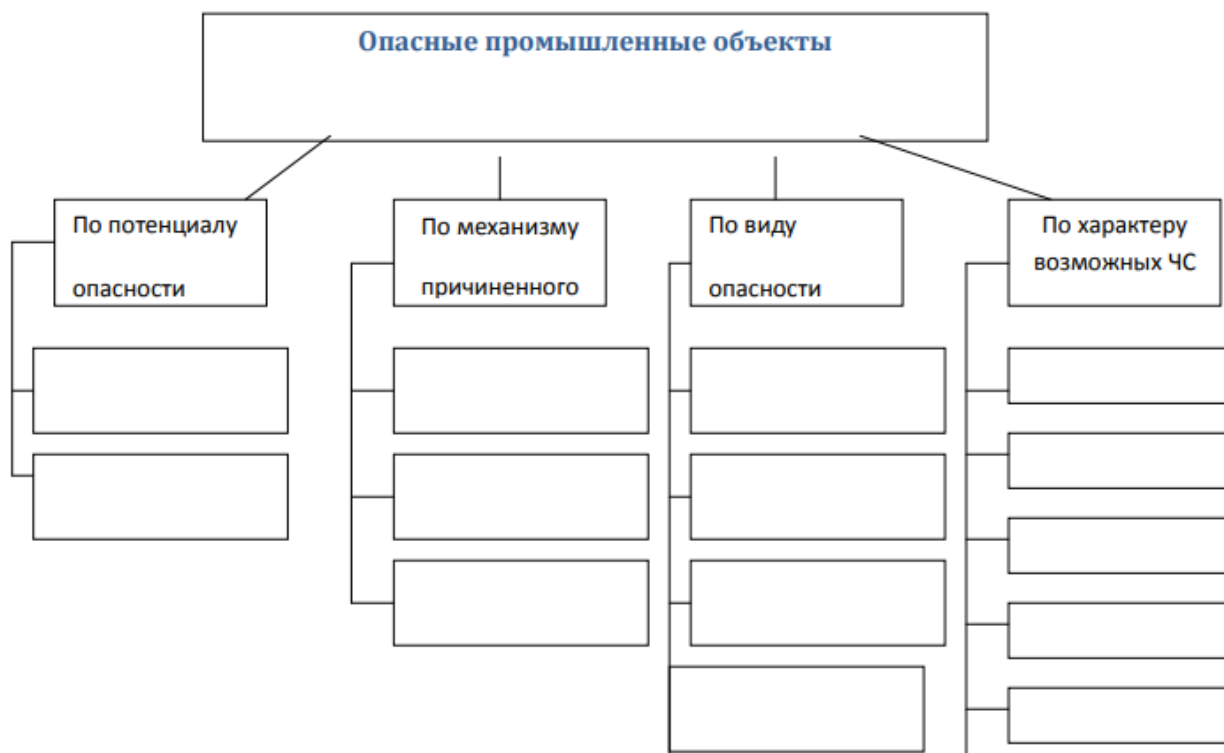 Опасные промышленные объекты
По потенциалу
опасности
По механизму
причиненного
По виду
опасности
По характеру
возможных ЧС